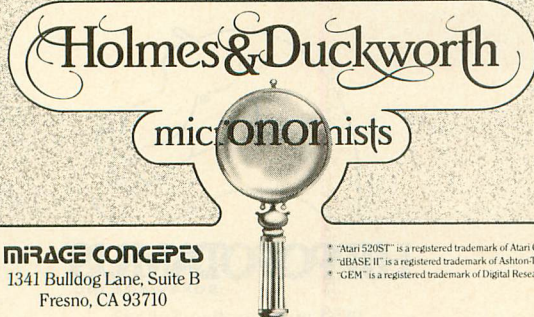 Holmes&Duckworth
micronomists
MIRAGE CONCEPTS
1341 Bulldog Lane, Suite B
Fresno, CA 93710
"Atari 520ST" is a registered trademark of Atari
"dBASE II" is a registered trademark of
"GEM" is a registered trademark of Digital